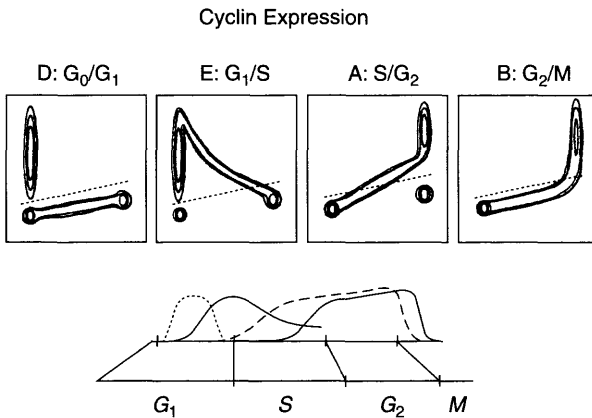 Cyclin Expression
D: G₀/G₁ E: G₁/S A: S/G₂ B: G₂/M
G₁ S G₂ M